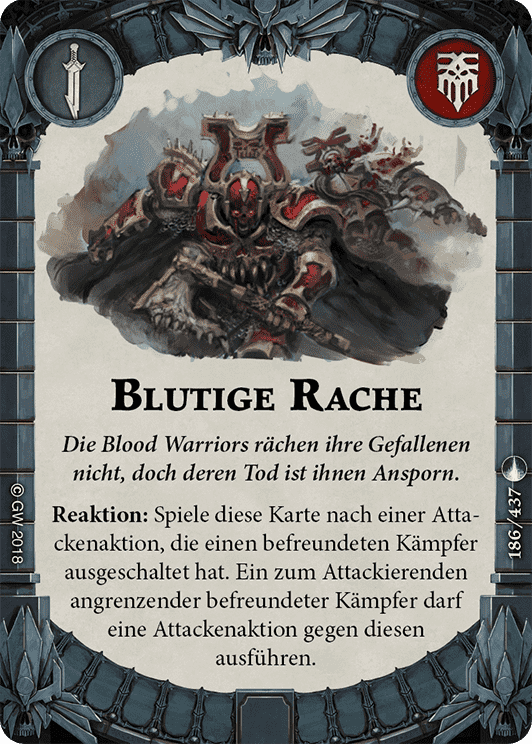 Blutige Rache
Die Blood Warriors rächen ihre Gefallenen
nicht, doch deren Tod ist ihnen Ansporn.
Reaktion: Spiele diese Karte nach einer Atta-
ckenaktion, die einen befreundeten Kämpfer
ausgeschaltet hat. Ein zum Attackierenden
angrenzender befreundeter Kämpfer darf
eine Attackenaktion gegen diesen
ausführen.
© GW 2018
186/437